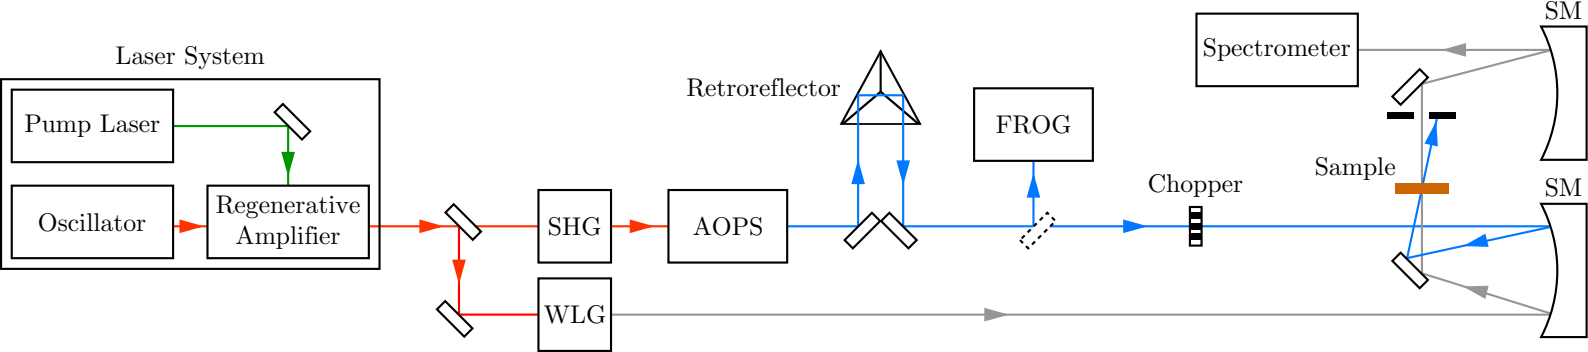 Laser System
Pump Laser
Oscillator
Regenerative
Amplifier
SHG
WLG
AOPS
Retroreflector
FROG
Chopper
Sample
Spectrometer
SM
SM